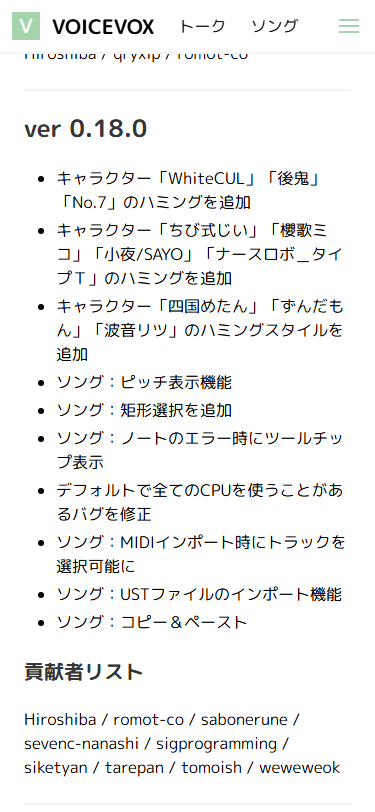 V VOICEVOX トーク ソング
Hiroshiba / qryxip / romot-co
ver 0.18.0
キャラクター「WhiteCUL」「後鬼」
「No.7」のハミングを追加
キャラクター「ちび式じい」「櫻歌ミ
コ」「小夜/SAYO」「ナースロボ＿タイ
プＴ」のハミングを追加
キャラクター「四国めたん」「ずんだも
ん」「波音リツ」のハミングスタイルを
追加
ソング：ピッチ表示機能
ソング：矩形選択を追加
ソング：ノートのエラー時にツールチッ
プ表示
デフォルトで全てのCPUを使うことがあ
るバグを修正
ソング：MIDIインポート時にトラックを
選択可能に
ソング：USTファイルのインポート機能
ソング：コピー＆ペースト
貢献者リスト
Hiroshiba / romot-co / sabonerune /
sevenc-nanashi / sigprogramming /
siketyan / tarepan / tomoish / weweweok